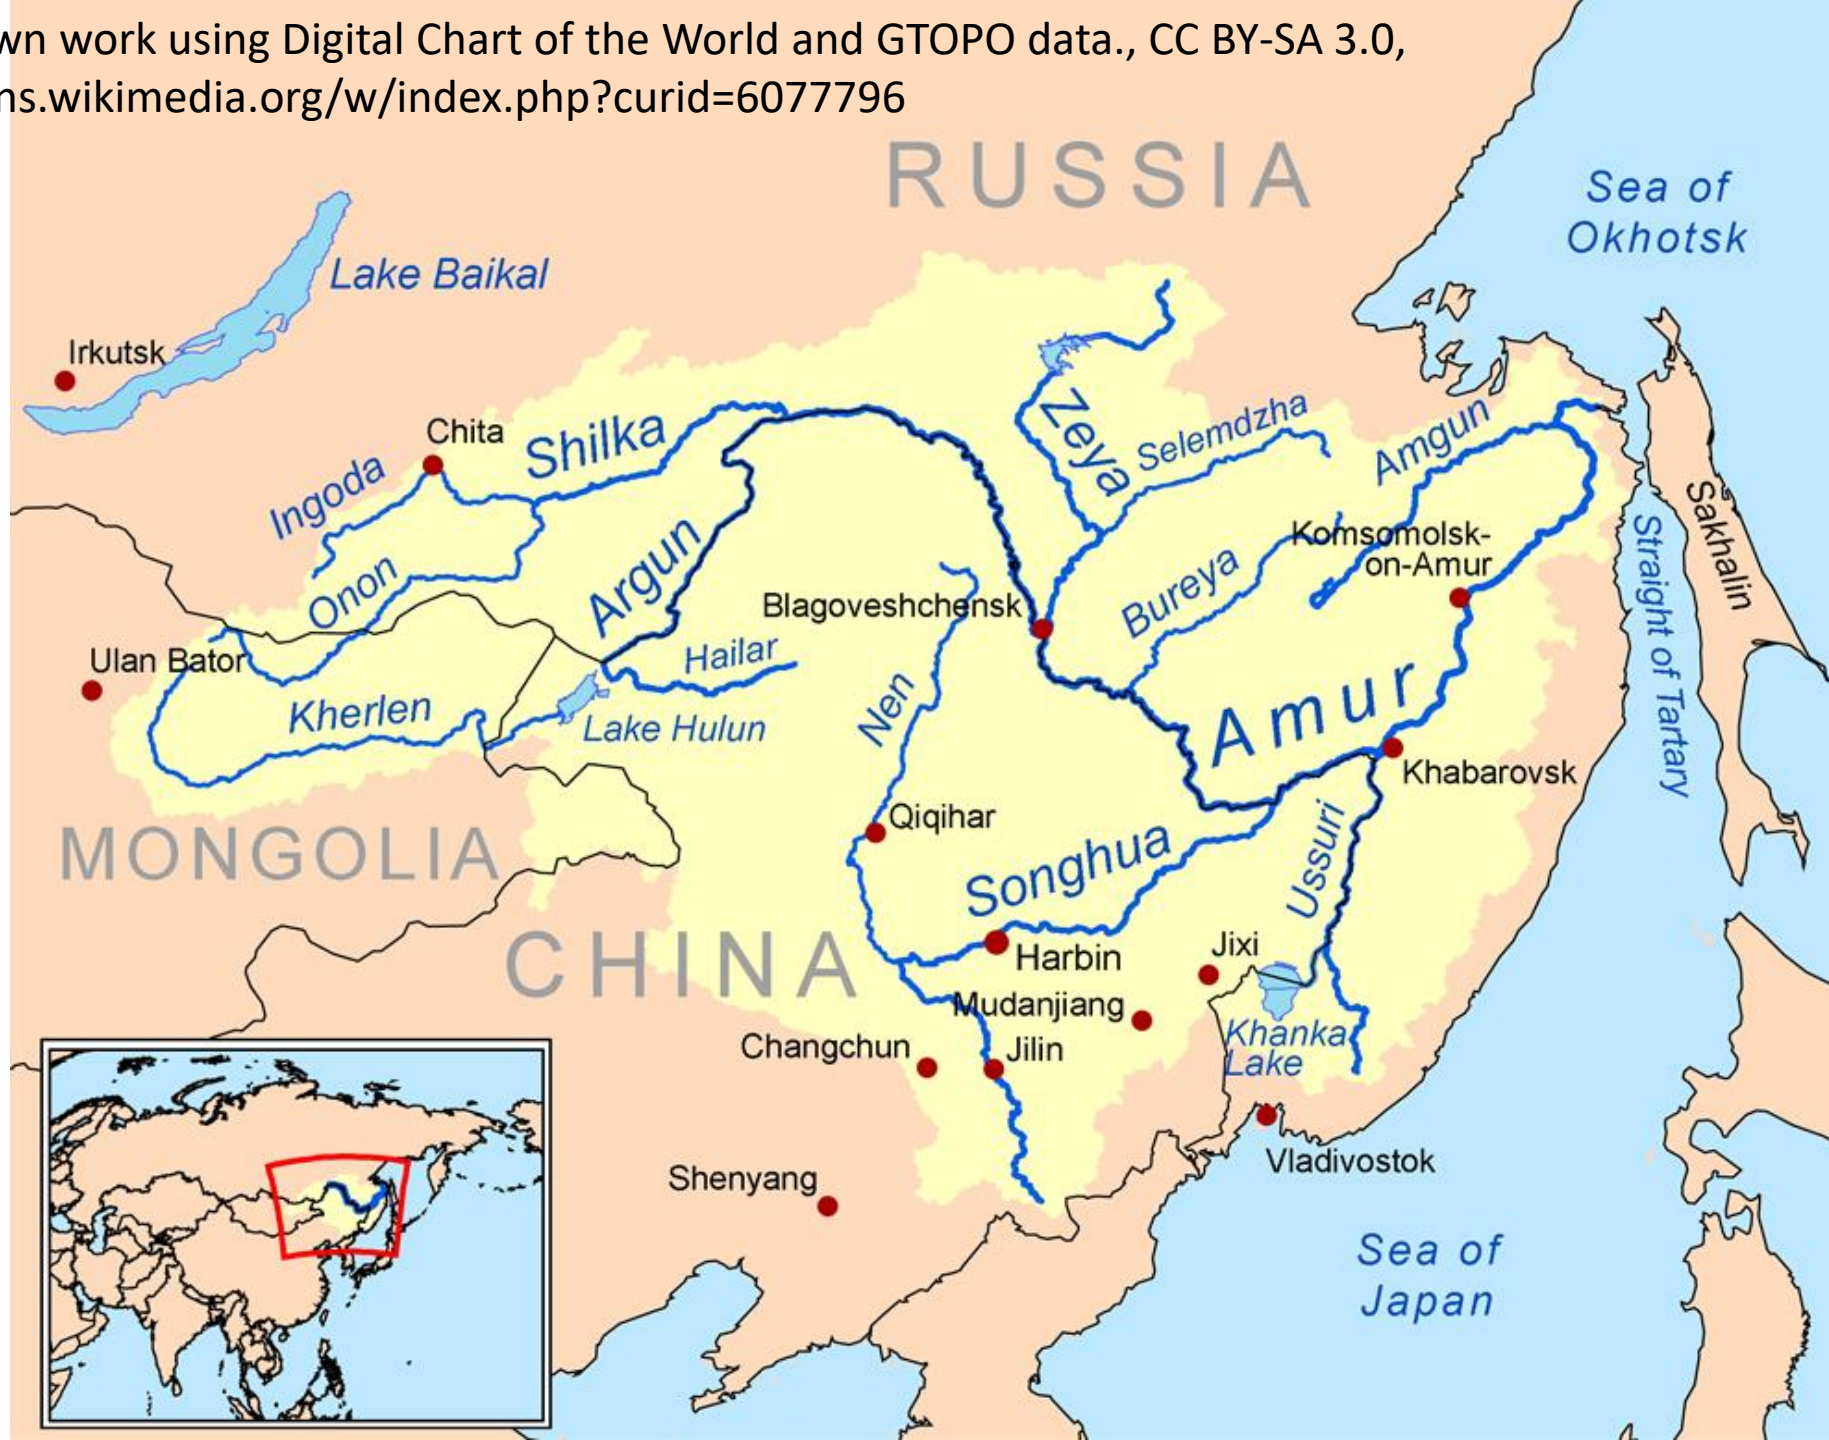 wn work using Digital Chart of the World and GTOPO data., CC BY-SA 3.0,
ns.wikimedia.org/w/index.php?curid=6077796
RUSSIA
Sea of
Okhotsk
Lake Baikal
Irkutsk
Chita
Shilka
Ingoda
Onon
Argun
Zeya
Selemdzha
Amgun
Komsomolsk-
on-Amur
Bureya
Blagoveshchensk
Sakhalin
Straight of Tartary
Ulan Bator
Kherlen
Hailar
Lake Hulun
Nen
Amur
Khabarovsk
Qiqihar
MONGOLIA
Songhua
Ussuri
CHINA
Harbin
Jixi
Mudanjiang
Khanka
Lake
Changchun
Jilin
Vladivostok
Shenyang
Sea of
Japan